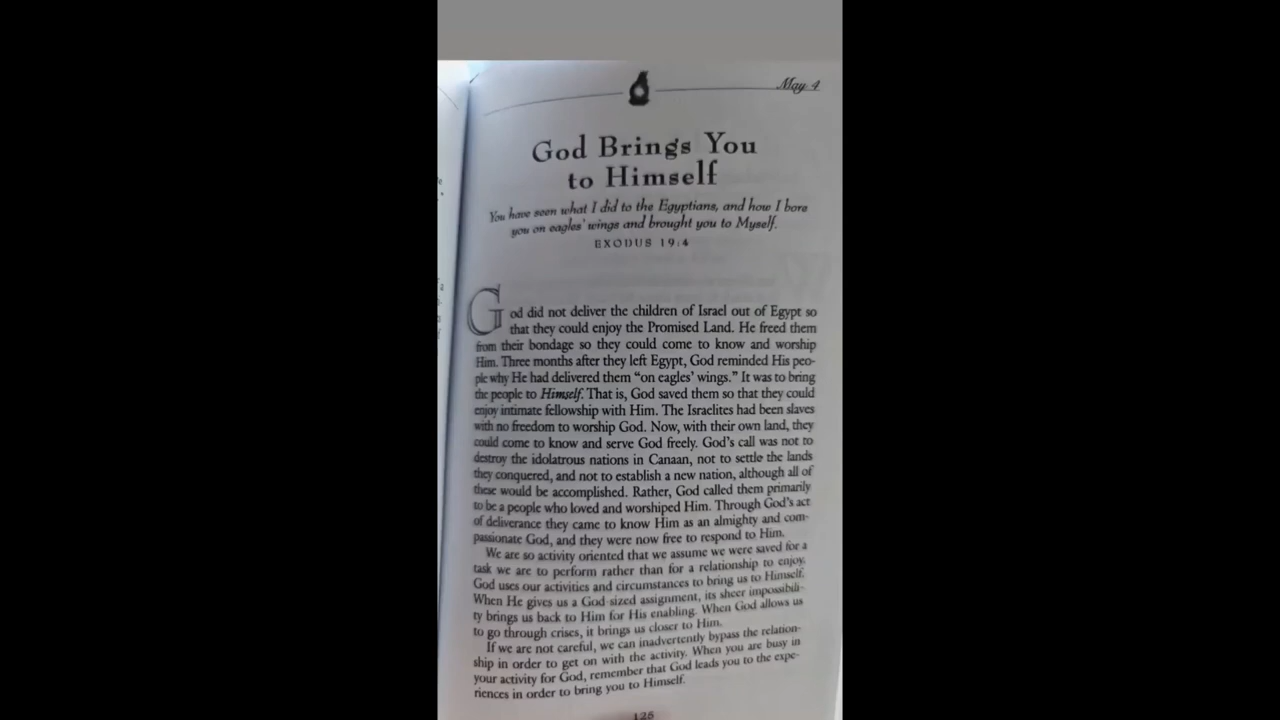 May 4
God Brings You
to Himself
You have seen what I did to the Egyptians, and how I bore
you on eagles' wings and brought you to Myself.
EXODUS 19:4
God did not deliver the children of Israel out of Egypt so
that they could enjoy the Promised Land. He freed them
from their bondage so they could come to know and worship
Him. Three months after they left Egypt, God reminded His peo-
ple why He had delivered them “on eagles' wings.” It was to bring
the people to Himself. That is, God saved them so that they could
enjoy intimate fellowship with Him. The Israelites had been slaves
with no freedom to worship God. Now, with their own land, they
could come to know and serve God freely. God's call was not to
destroy the idolatrous nations in Canaan, not to settle the lands
they conquered, and not to establish a new nation, although all of
these would be accomplished. Rather, God called them primarily
to be a people who loved and worshiped Him. Through God's act
of deliverance they came to know Him as an almighty and com-
passionate God, and they were now free to respond to Him.
We are so activity oriented that we assume we were saved for a
task we are to perform rather than for a relationship to enjoy.
God uses our activities and circumstances to bring us to Himself.
When He gives us a God-sized assignment, its sheer impossibili-
ty brings us back to Him for His enabling. When God allows us
to go through crises, it brings us closer to Him.
If we are not careful, we can inadvertently bypass the relation-
ship in order to get on with the activity. When you are busy in
your activity for God, remember that God leads you to the expe-
riences in order to bring you to Himself.
125